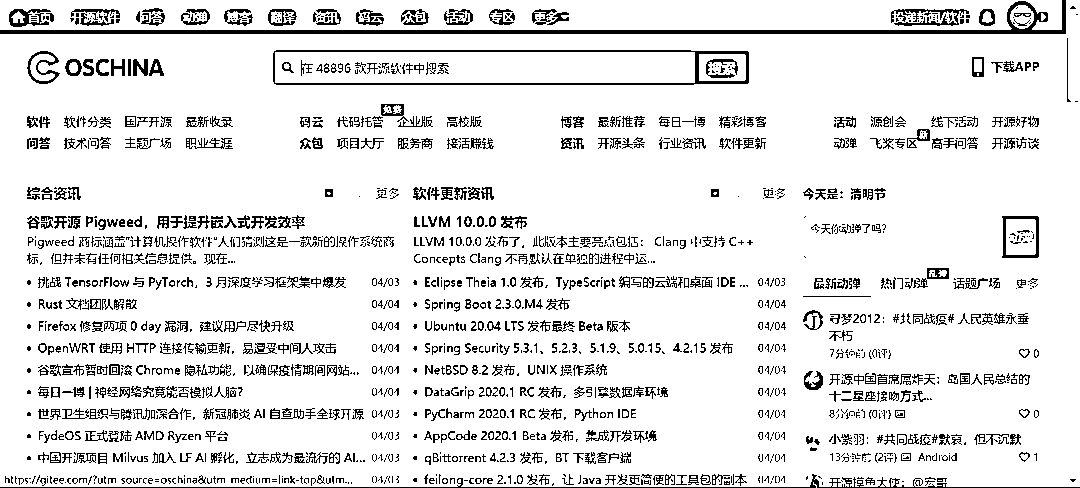 首页 开源软件 问答 动弹 博客 翻译 资讯 码云 众包 活动 专区 更多 投递新闻/软件
OSCHINA
在 48896 款开源软件中搜索
搜索
下载APP
免费
软件 软件分类 国产开源 最新收录 码云 代码托管 企业版 高校版 博客 最新推荐 每日一博 精彩博客 活动 源创会 线下活动 开源好物
新
问答 技术问答 主题广场 职业生涯 众包 项目大厅 服务商 接活赚钱 资讯 开源头条 行业资讯 软件更新 动弹 飞奖专区 高手问答 开源访谈
综合资讯 更多
谷歌开源 Pigweed，用于提升嵌入式开发效率
Pigweed 商标涵盖“计算机操作软件”人们猜测这是一款新的操作系统商
标，但并未有任何相关信息提供。现在...
挑战 TensorFlow 与 PyTorch，3 月深度学习框架集中爆发 04/03
Rust 文档团队解散 04/04
Firefox 修复两项 0 day 漏洞，建议用户尽快升级 04/04
OpenWRT 使用 HTTP 连接传输更新，易遭受中间人攻击 04/04
谷歌宣布暂时回滚 Chrome 隐私功能，以确保疫情期间网站... 04/04
每日一博 | 神经网络究竟能否模拟人脑? 04/04
世界卫生组织与腾讯加深合作，新冠肺炎 AI 自查助手全球开源 04/03
FydeOS 正式登陆 AMD Ryzen 平台 04/03
中国开源项目 Milvus 加入 LF AI 孵化，立志成为最流行的 AI... 04/03
https://gitee.com/?utm_source=oschina&utm_medium=link-top&utm... 04/03
软件更新资讯 更多
LLVM 10.0.0 发布
LLVM 10.0.0 发布了，此版本主要亮点包括： Clang 中支持 C++
Concepts Clang 不再默认在单独的进程中运...
Eclipse Theia 1.0 发布，TypeScript 编写的云端和桌面 IDE ... 04/03
Spring Boot 2.3.0.M4 发布 04/04
Ubuntu 20.04 LTS 发布最终 Beta 版本 04/04
Spring Security 5.3.1、5.2.3、5.1.9、5.0.15、4.2.15 发布 04/04
NetBSD 8.2 发布，UNIX 操作系统 04/04
DataGrip 2020.1 RC 发布，多引擎数据库环境 04/04
PyCharm 2020.1 RC 发布，Python IDE 04/04
AppCode 2020.1 Beta 发布，集成开发环境 04/04
qBittorrent 4.2.3，BT 下载客户端 04/04
feilong-core 2.1.0 发布，让 Java 开发更简便的工具包的副本 04/04
今天是：清明节
今天你动弹了吗?
动弹
最新动弹 热门动弹 话题广场 更多
寻梦2012：#共同战疫# 人民英雄永垂
不朽
7分钟前 (0评) 0
开源中国首席屌炸天：岛国人民总结的
十二星座接吻方式...
8分钟前 (0评) 0
小紫羽：#共同战疫#默哀，但不沉默
13分钟前 (2评) Android 1
开源摸鱼大使：@宏哥